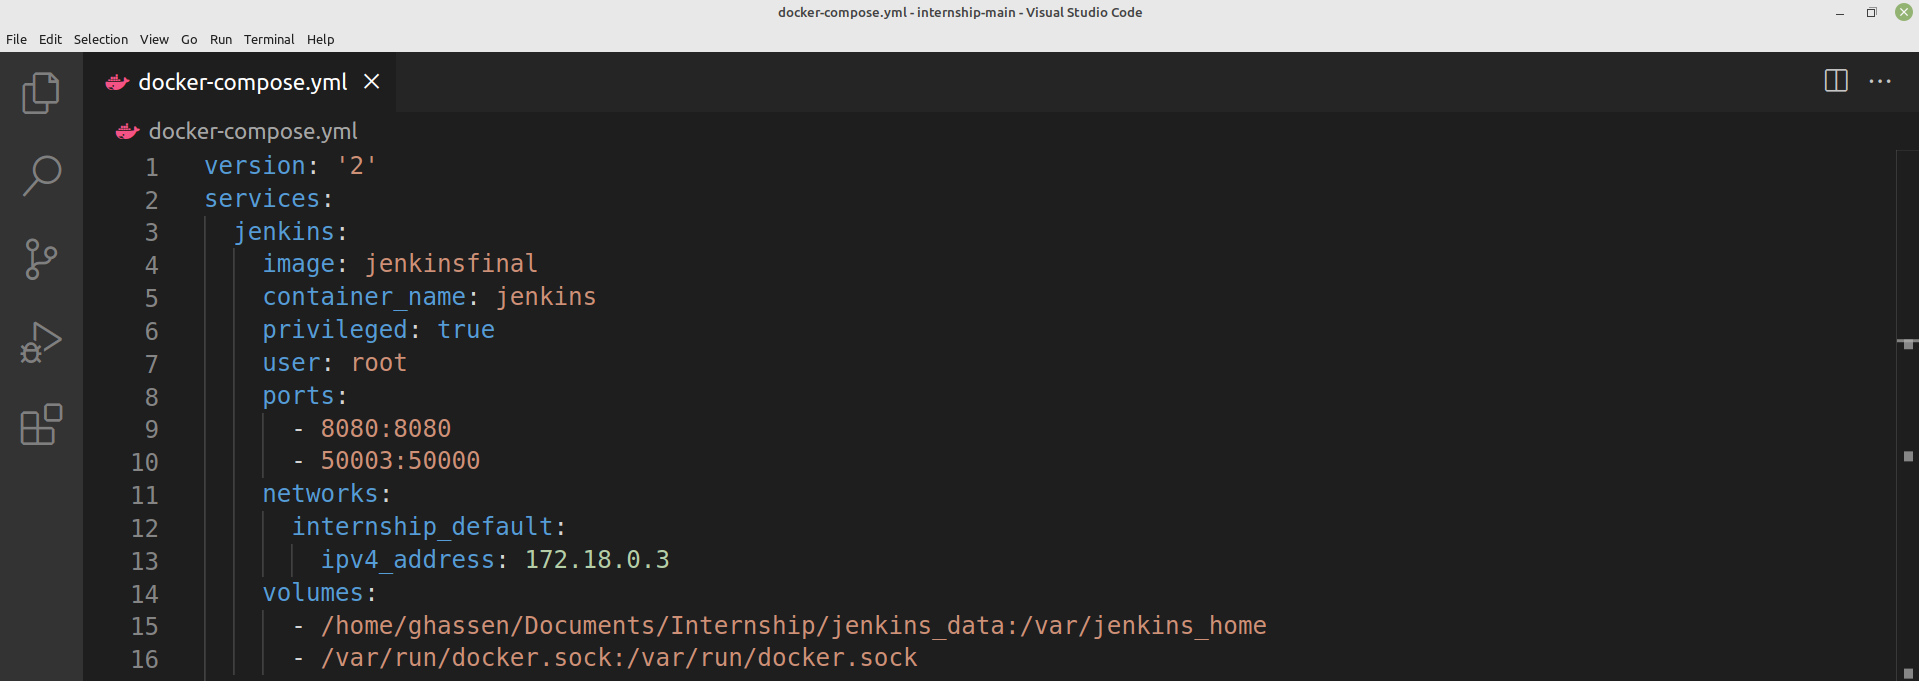 docker-compose.yml - internship-main - Visual Studio Code
File Edit Selection View Go Run Terminal Help
docker-compose.yml
docker-compose.yml
1 version: '2'
2 services:
3   jenkins:
4     image: jenkinsfinal
5     container_name: jenkins
6     privileged: true
7     user: root
8     ports:
9       - 8080:8080
10       - 50003:50000
11     networks:
12       internship_default:
13         ipv4_address: 172.18.0.3
14     volumes:
15       - /home/ghassen/Documents/Internship/jenkins_data:/var/jenkins_home
16       - /var/run/docker.sock:/var/run/docker.sock